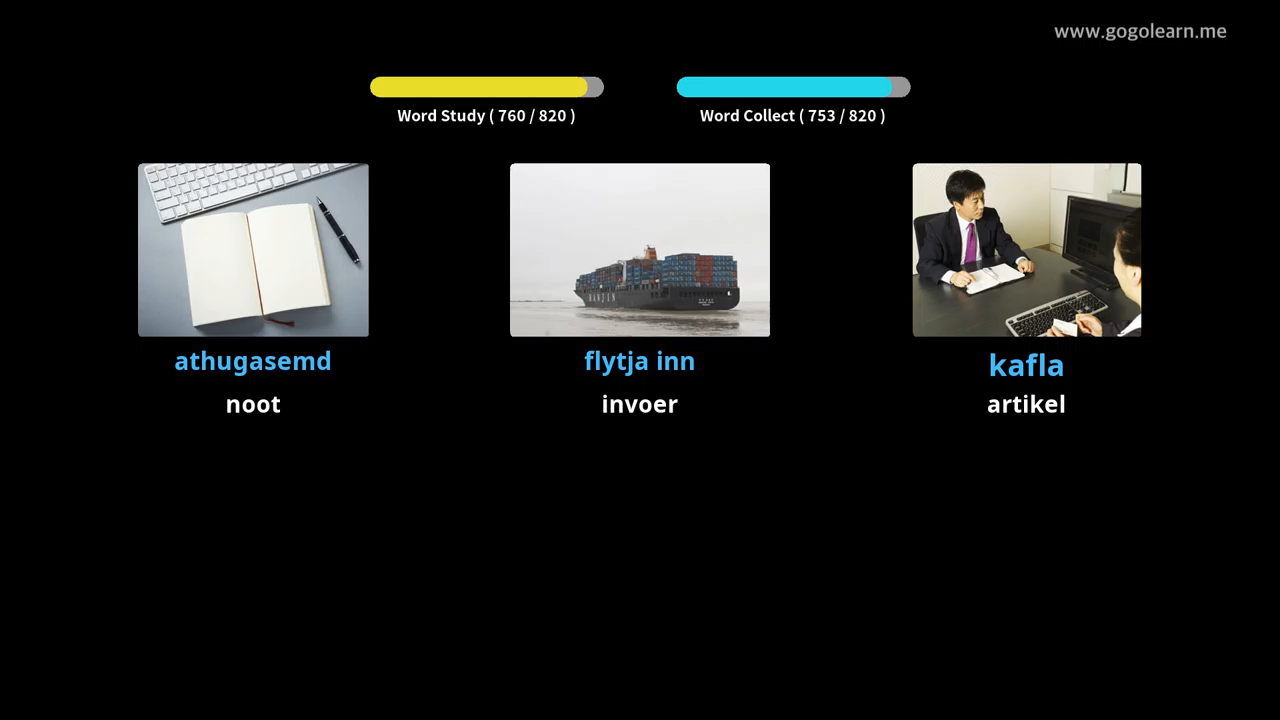 www.gogolearn.me
Word Study ( 760 / 820 )
Word Collect ( 753 / 820 )
athugasemd
flytja inn
kafla
noot
invoer
artikel